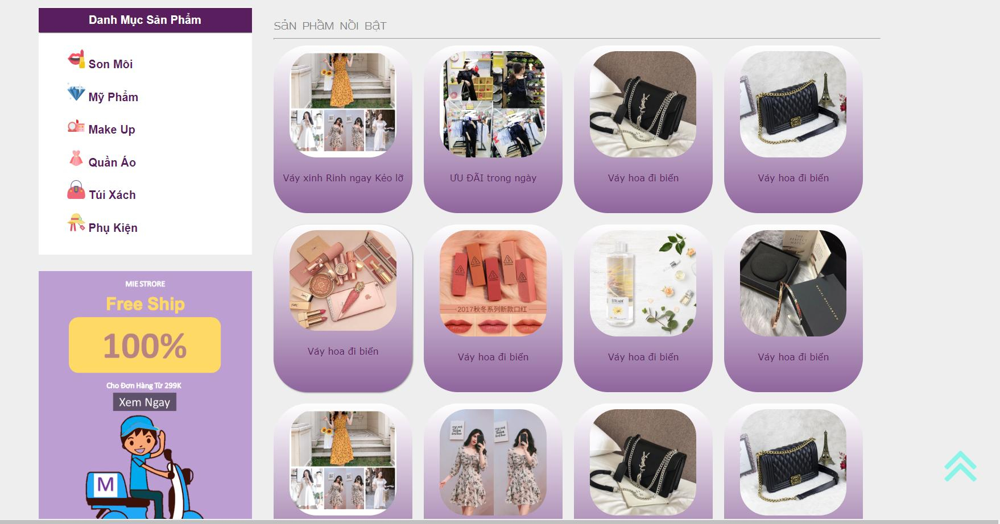 Danh Mục Sản Phẩm
Son Môi
Mỹ Phẩm
Make Up
Quần Áo
Túi Xách
Phụ Kiện
MIE STRORE
Free Ship
100%
Cho Đơn Hàng Từ 299K
Xem Ngay
M
SẢN PHẨM NỔI BẬT
Váy xinh Rinh ngay Kẻo lỡ
ƯU ĐÃI trong ngày
Váy hoa đi biển
Váy hoa đi biển
2017秋冬系列新款口红
THE
PERFECT
MATCH
Váy hoa đi biển
Váy hoa đi biển
Váy hoa đi biển
Váy hoa đi biển